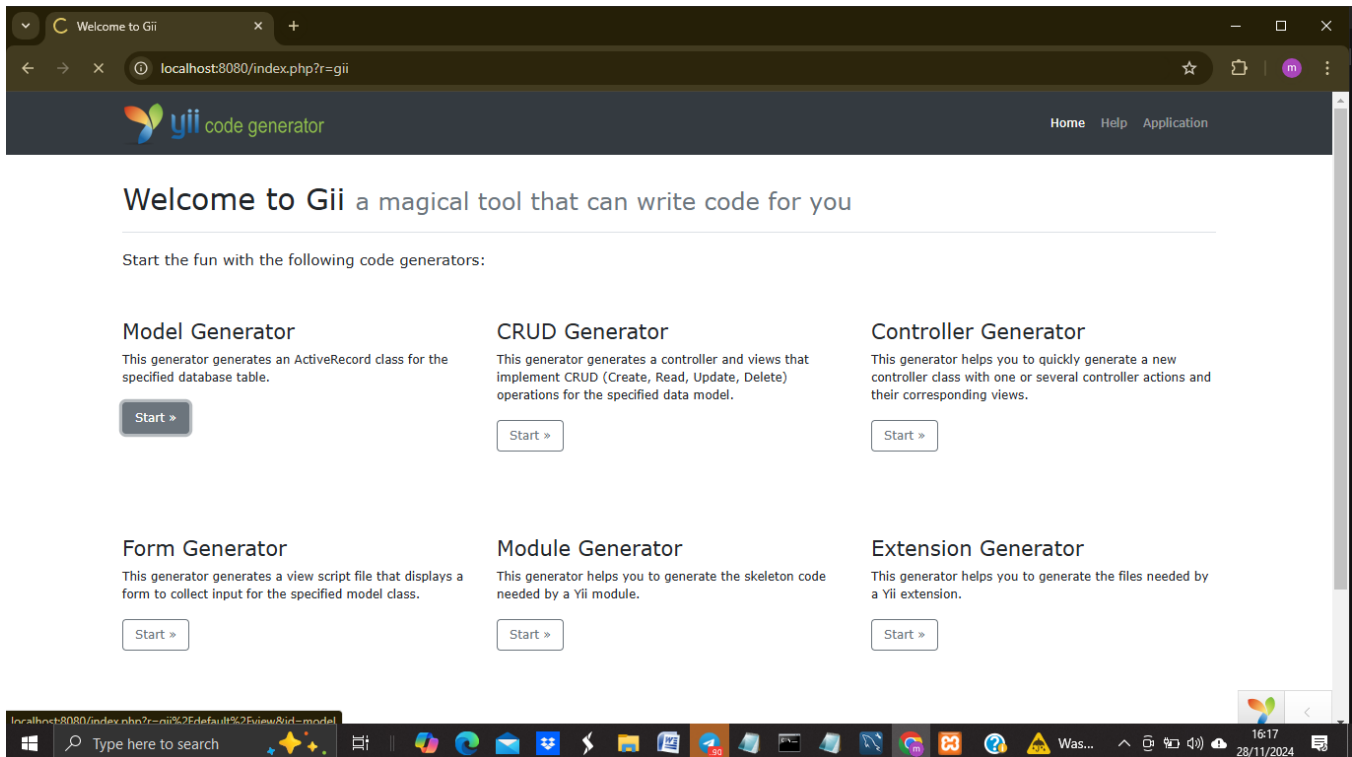 Welcome to Gii
localhost:8080/index.php?r=gii
m
yii code generator
Home Help Application
Welcome to Gii a magical tool that can write code for you
Start the fun with the following code generators:
Model Generator
This generator generates an ActiveRecord class for the
specified database table.
Start »
CRUD Generator
This generator generates a controller and views that
implement CRUD (Create, Read, Update, Delete)
operations for the specified data model.
Start »
Controller Generator
This generator helps you to quickly generate a new
controller class with one or several controller actions and
their corresponding views.
Start »
Form Generator
This generator generates a view script file that displays a
form to collect input for the specified model class.
Start »
Module Generator
This generator helps you to generate the skeleton code
needed by a Yii module.
Start »
Extension Generator
This generator helps you to generate the files needed by
a Yii extension.
Start »
localhost:8080/index.php?r=gii%2Fdefault%2Fview&id=model
Type here to search
90
m
Was...
16:17
28/11/2024